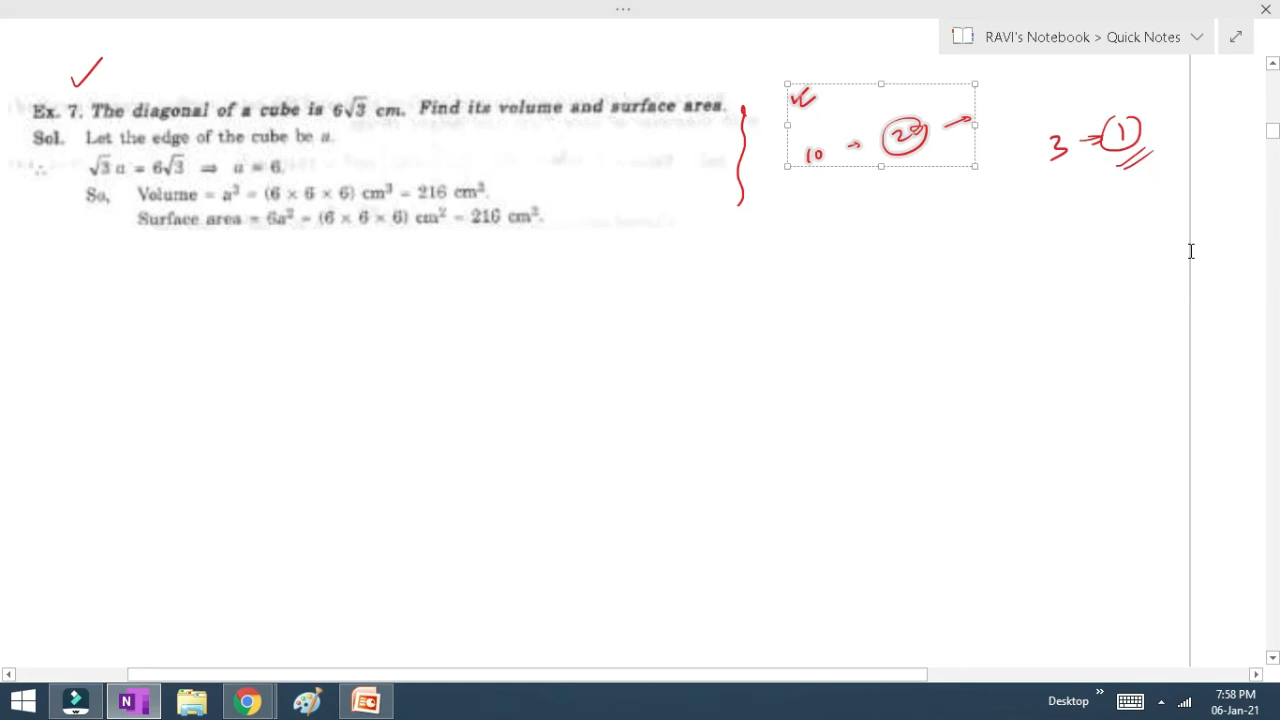 RAVI's Notebook > Quick Notes
Ex. 7. The diagonal of a cube is 6√3 cm. Find its volume and surface area.
Sol. Let the edge of the cube be a.
∴ √3 a = 6√3 ⇒ a = 6.
So, Volume = a³ = (6 × 6 × 6) cm³ = 216 cm³.
Surface area = 6a² = (6 × 6 × 6) cm² = 216 cm².
10 →
3 → 1
Desktop
7:58 PM
06-Jan-21